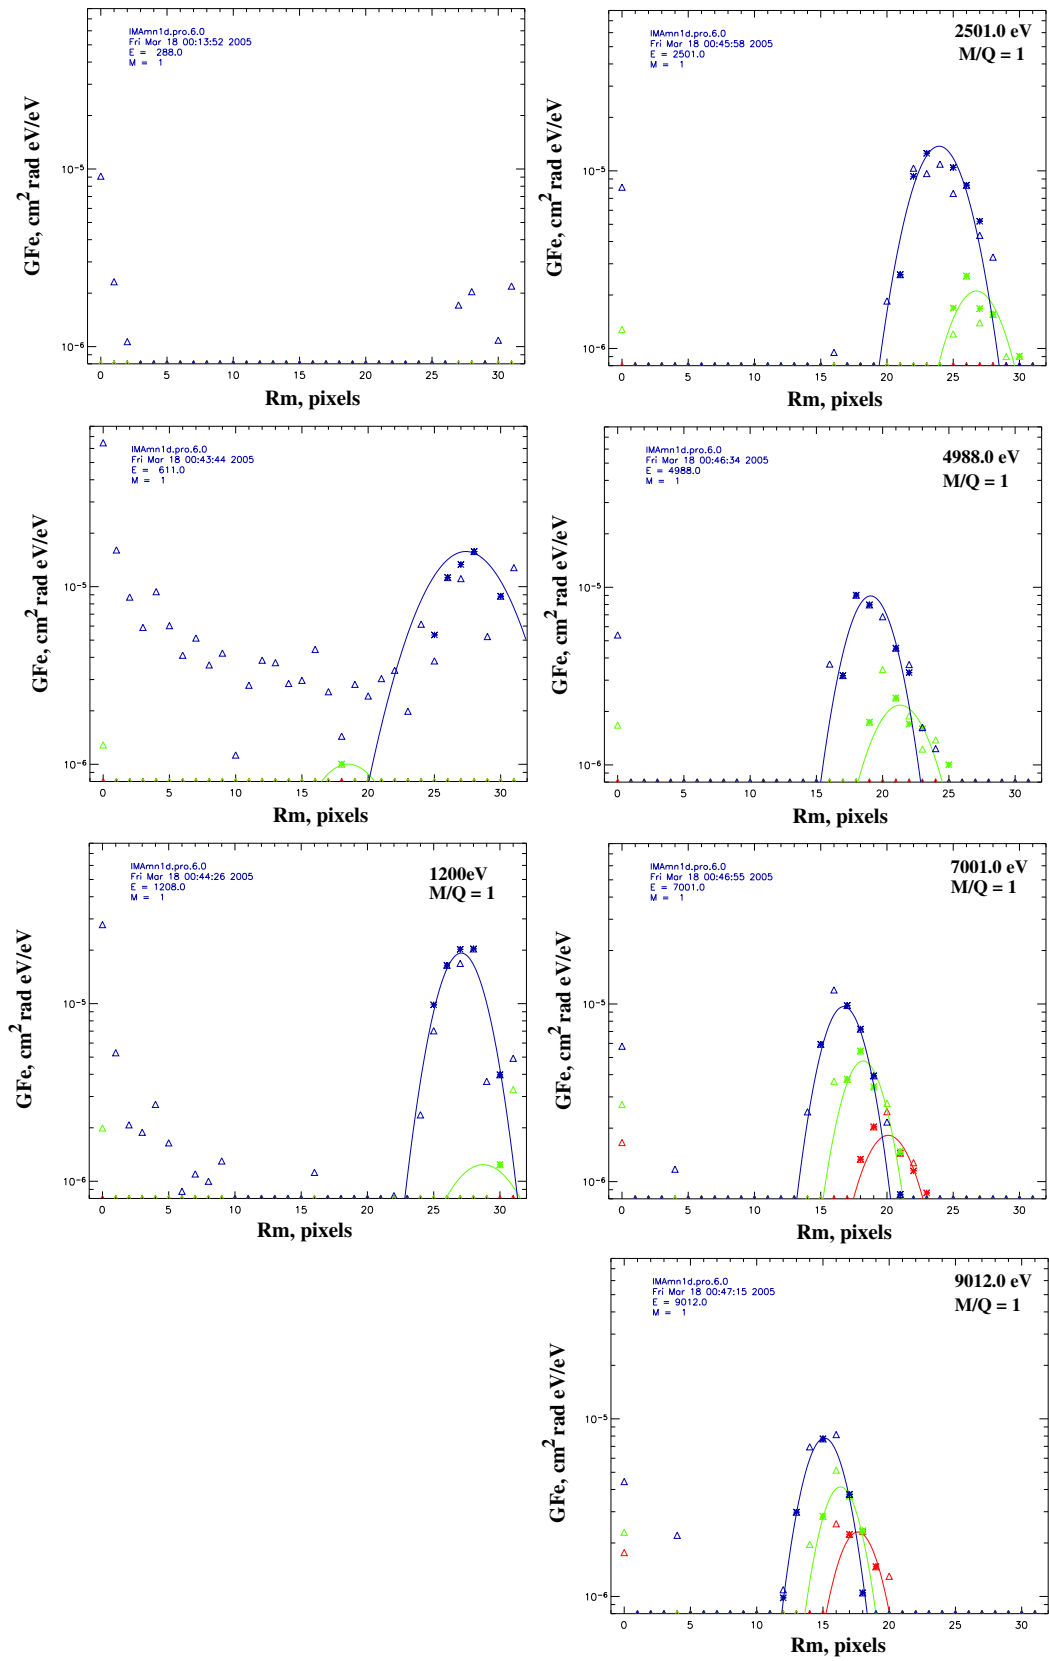 IMAmn1d.pro.6.0
Fri Mar 18 00:13:52 2005
E = 288.0
M = 1
GFe, cm2 rad eV/eV
10-5
10-6
0 5 10 15 20 25 30
Rm, pixels
IMAmn1d.pro.6.0
Fri Mar 18 00:45:58 2005
E = 2501.0
M = 1
2501.0 eV
M/Q = 1
GFe, cm2 rad eV/eV
10-5
10-6
0 5 10 15 20 25 30
Rm, pixels
IMAmn1d.pro.6.0
Fri Mar 18 00:43:44 2005
E = 611.0
M = 1
GFe, cm2 rad eV/eV
10-5
10-6
0 5 10 15 20 25 30
Rm, pixels
IMAmn1d.pro.6.0
Fri Mar 18 00:46:34 2005
E = 4988.0
M = 1
4988.0 eV
M/Q = 1
GFe, cm2 rad eV/eV
10-5
10-6
0 5 10 15 20 25 30
Rm, pixels
IMAmn1d.pro.6.0
Fri Mar 18 00:44:26 2005
E = 1208.0
M = 1
1200eV
M/Q = 1
GFe, cm2 rad eV/eV
10-5
10-6
0 5 10 15 20 25 30
Rm, pixels
IMAmn1d.pro.6.0
Fri Mar 18 00:46:55 2005
E = 7001.0
M = 1
7001.0 eV
M/Q = 1
GFe, cm2 rad eV/eV
10-5
10-6
0 5 10 15 20 25 30
Rm, pixels
IMAmn1d.pro.6.0
Fri Mar 18 00:47:15 2005
E = 9012.0
M = 1
9012.0 eV
M/Q = 1
GFe, cm2 rad eV/eV
10-5
10-6
0 5 10 15 20 25 30
Rm, pixels